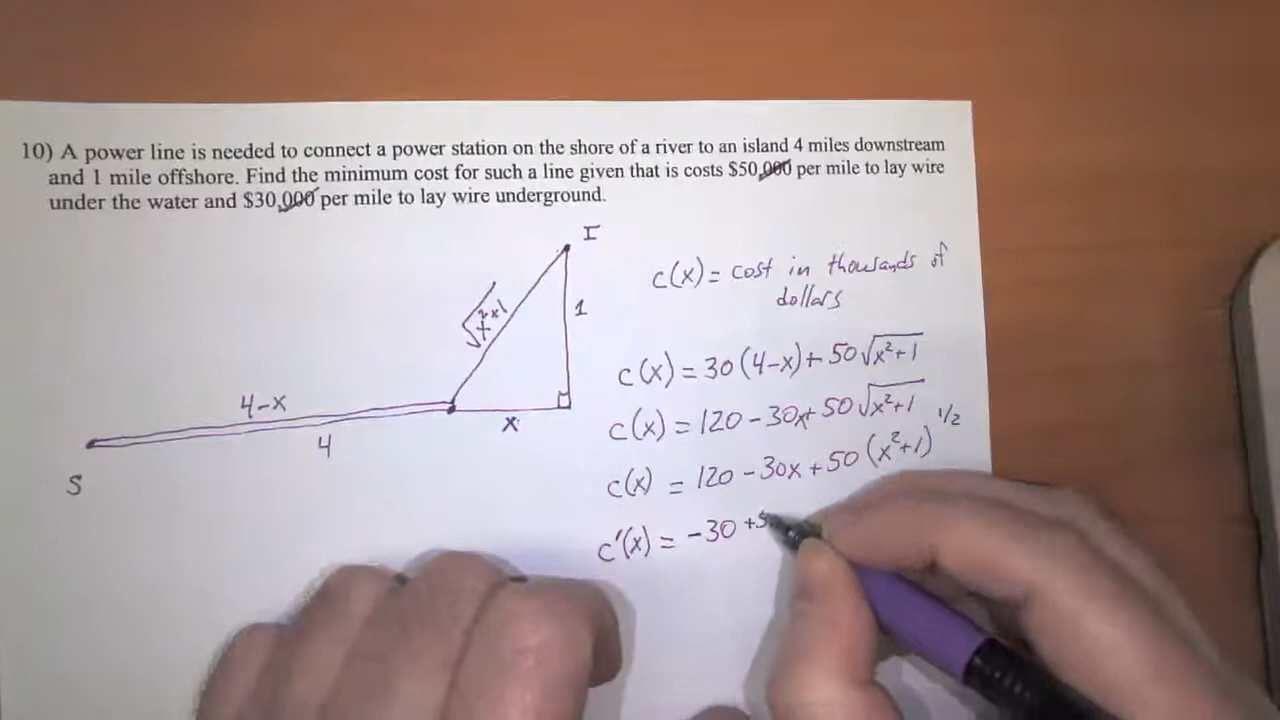 10) A power line is needed to connect a power station on the shore of a river to an island 4 miles downstream
and 1 mile offshore. Find the minimum cost for such a line given that is costs $50,000 per mile to lay wire
under the water and $30,000 per mile to lay wire underground.
I
c(x) = cost in thousands of
dollars
1
c(x) = 30(4-x) + 50√x²+1
4-x
x
4
c(x) = 120 - 30x + 50√x²+1
S
c(x) = 120 - 30x + 50(x²+1)^1/2
c'(x) = -30 +5